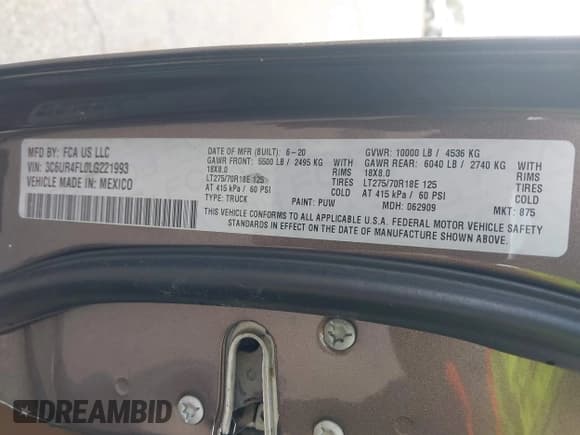 MFD BY: FCA US LLC
VIN: 3C6UR4FL0LG221993
VEHICLE MADE IN: MEXICO
DATE OF MFR (BUILT): 6-20
GAWR FRONT: 5500 LB / 2495 KG WITH
18X8.0 RIMS
LT275/70R18E 125 TIRES
AT 415 kPa / 60 PSI COLD
TYPE: TRUCK PAINT: PUW
GVWR: 10000 LB / 4536 KG
GAWR REAR: 6040 LB / 2740 KG WITH
18X8.0 RIMS
LT275/70R18E 125 TIRES
AT 415 kPa / 60 PSI COLD
MDH: 062909 MKT: 875
THIS VEHICLE CONFORMS TO ALL APPLICABLE U.S.A. FEDERAL MOTOR VEHICLE SAFETY
STANDARDS IN EFFECT ON THE DATE OF MANUFACTURE SHOWN ABOVE.
DREAMBID